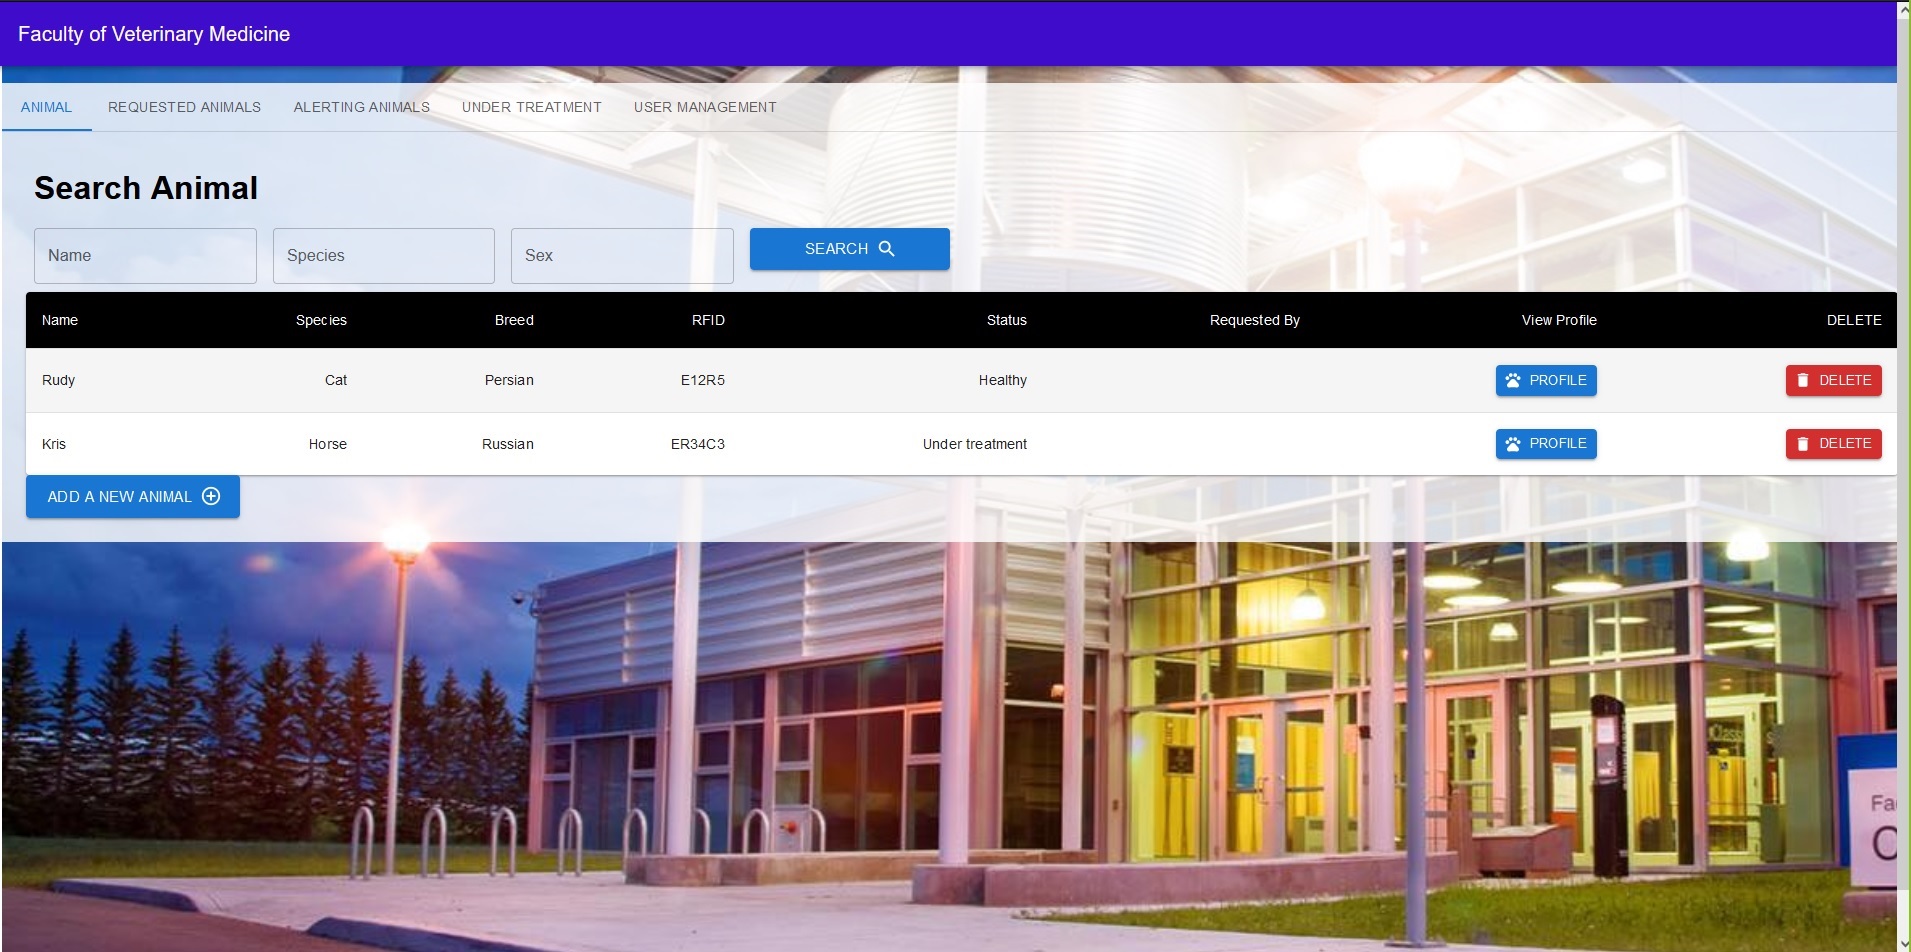 Faculty of Veterinary Medicine
ANIMAL REQUESTED ANIMALS ALERTING ANIMALS UNDER TREATMENT USER MANAGEMENT
Search Animal
Name Species Sex SEARCH
Name Species Breed RFID Status Requested By View Profile DELETE
Rudy Cat Persian E12R5 Healthy PROFILE DELETE
Kris Horse Russian ER34C3 Under treatment PROFILE DELETE
ADD A NEW ANIMAL